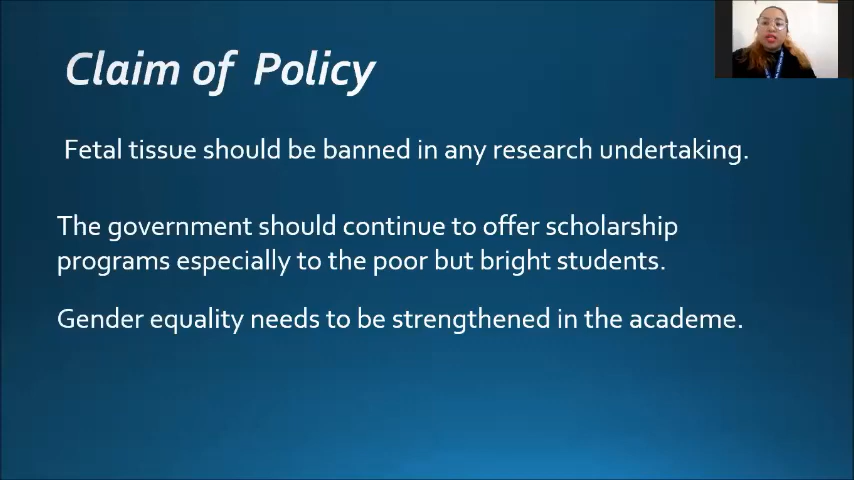 Claim of Policy
Fetal tissue should be banned in any research undertaking.
The government should continue to offer scholarship
programs especially to the poor but bright students.
Gender equality needs to be strengthened in the academe.